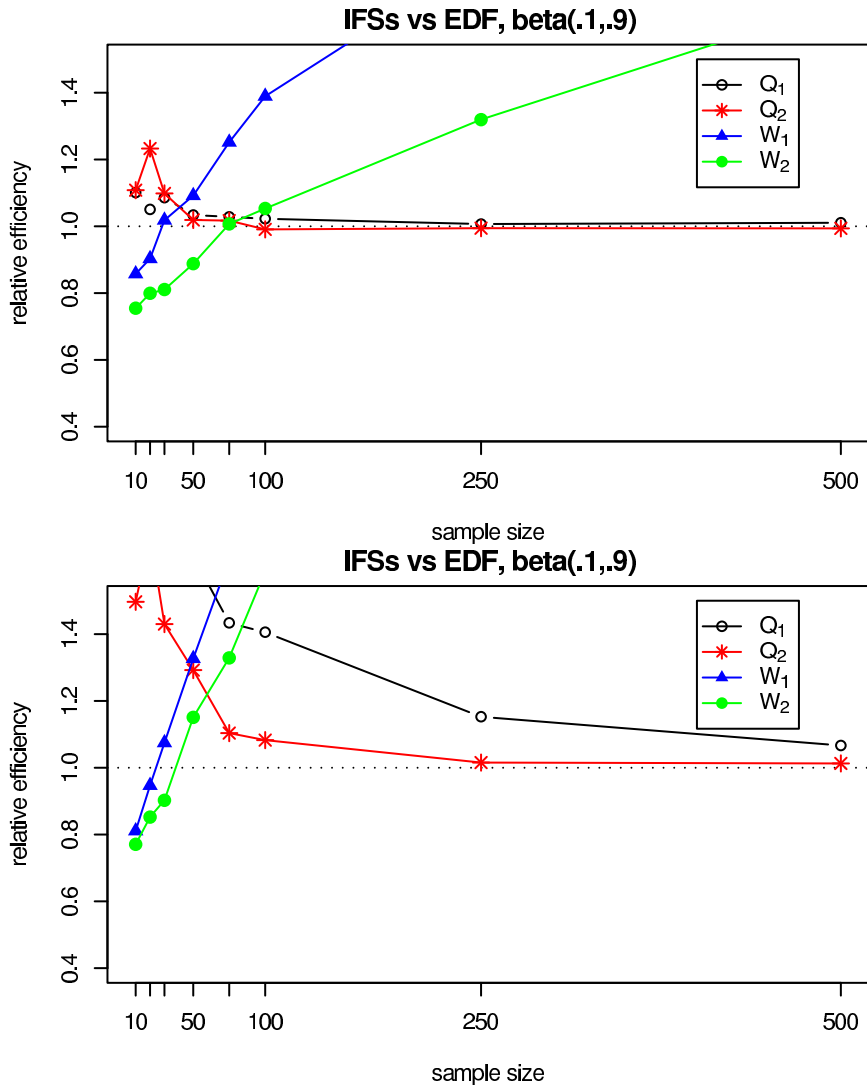 IFSs vs EDF, beta(.1,.9)
relative efficiency
1.4
1.2
1.0
0.8
0.6
0.4
Q1
Q2
W1
W2
10 50 100 250 500
sample size
IFSs vs EDF, beta(.1,.9)
relative efficiency
1.4
1.2
1.0
0.8
0.6
0.4
Q1
Q2
W1
W2
10 50 100 250 500
sample size